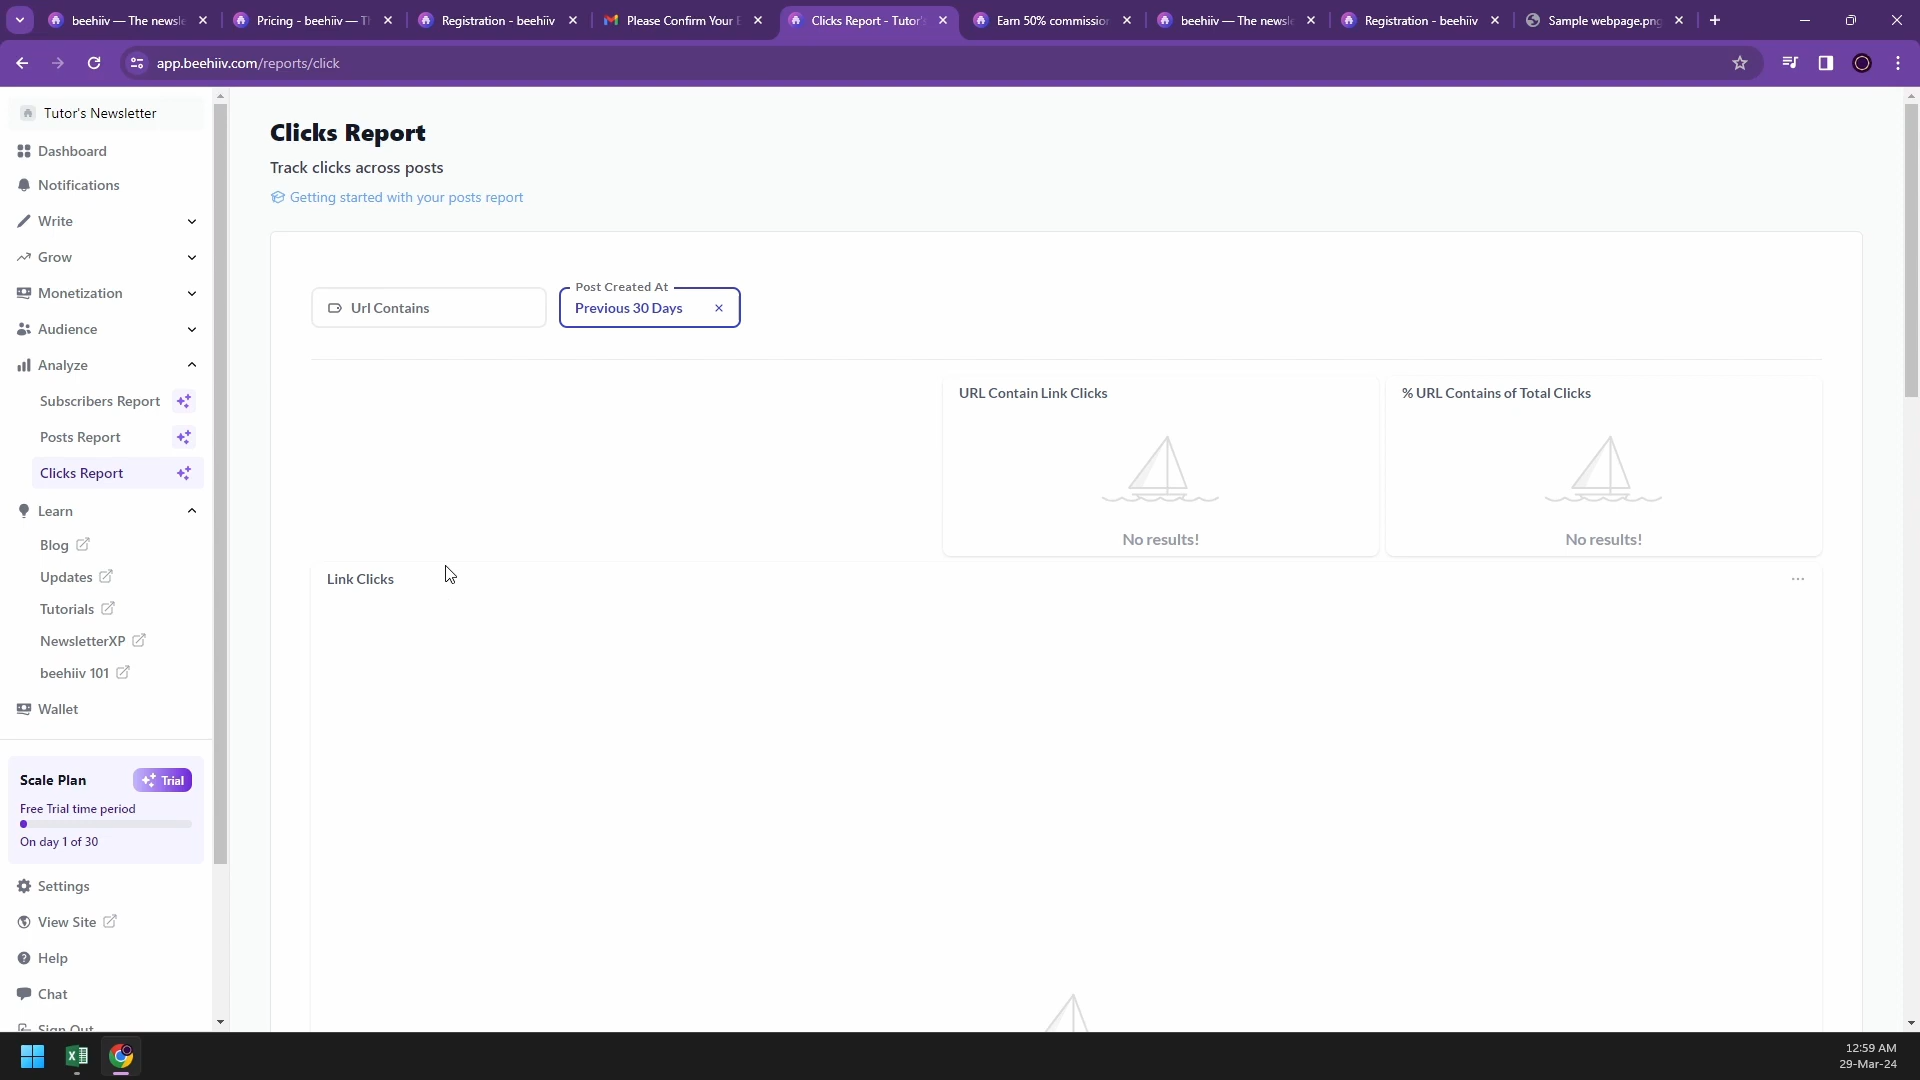 beehiiv — The newsle
Pricing - beehiiv — Th
Registration - beehiiv
Please Confirm Your E
Clicks Report - Tutor's
Earn 50% commission
beehiiv — The newsle
Registration - beehiiv
Sample webpage.png
app.beehiiv.com/reports/click
Tutor's Newsletter
Dashboard
Notifications
Write
Grow
Monetization
Audience
Analyze
Subscribers Report
Posts Report
Clicks Report
Learn
Blog
Updates
Tutorials
NewsletterXP
beehiiv 101
Wallet
Scale Plan
Trial
Free Trial time period
On day 1 of 30
Settings
View Site
Help
Chat
Sign Out
Clicks Report
Track clicks across posts
Getting started with your posts report
Url Contains
Post Created At
Previous 30 Days
URL Contain Link Clicks
No results!
% URL Contains of Total Clicks
No results!
Link Clicks
12:59 AM
29-Mar-24